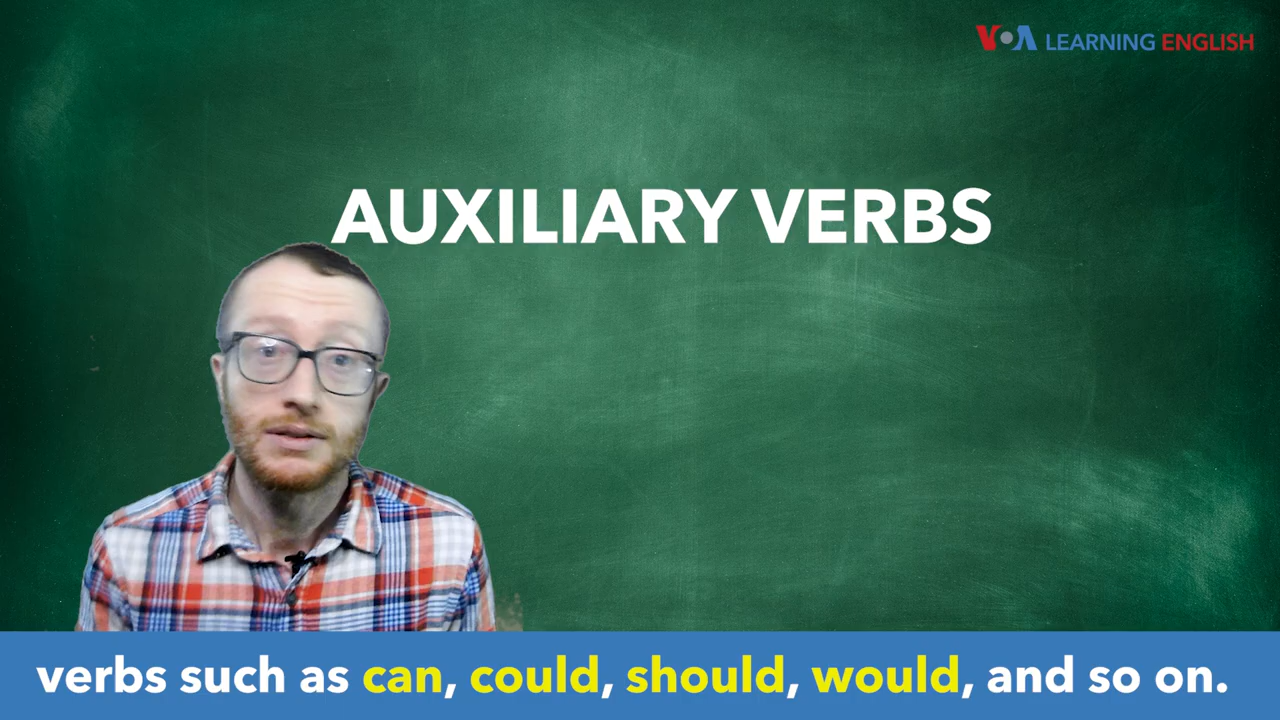 VOA LEARNING ENGLISH
AUXILIARY VERBS
verbs such as can, could, should, would, and so on.